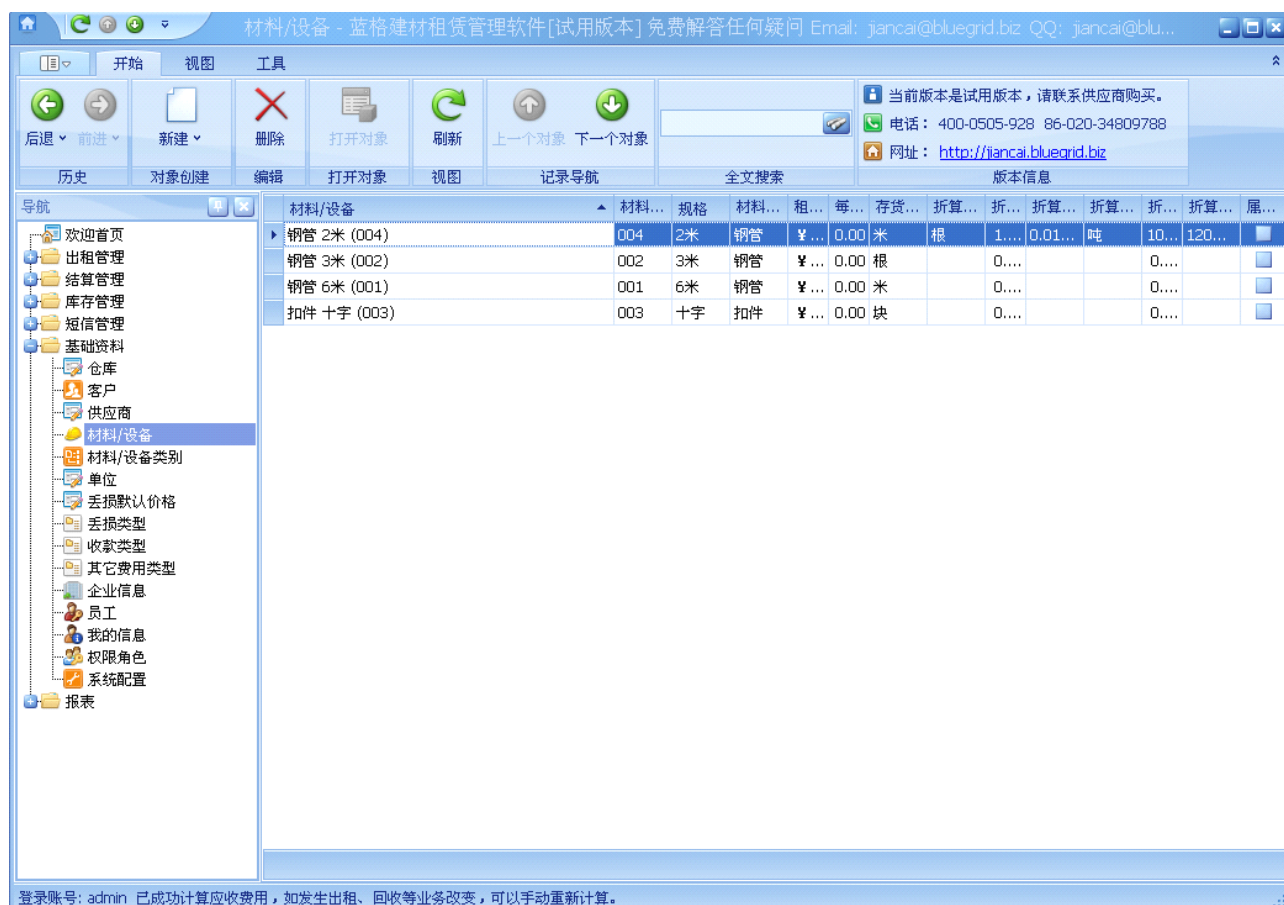 材料/设备 - 蓝格建材租赁管理软件[试用版本] 免费解答任何疑问 Email: jiancai@bluegrid.biz QQ: jiancai@blu...
开始 视图 工具
后退 前进 新建 删除 打开对象 刷新 上一个对象 下一个对象
当前版本是试用版本，请联系供应商购买。
电话： 400-0505-928 86-020-34809788
网址： http://jiancai.bluegrid.biz
历史 对象创建 编辑 打开对象 视图 记录导航 全文搜索 版本信息
导航
欢迎首页
出租管理
结算管理
库存管理
短信管理
基础资料
仓库
客户
供应商
材料/设备
材料/设备类别
单位
丢损默认价格
丢损类型
收款类型
其它费用类型
企业信息
员工
我的信息
权限角色
系统配置
报表
材料/设备 材料... 规格 材料... 租... 每... 存货... 折算... 折... 折算... 折算... 折... 折算... 属...
钢管 2米 (004) 004 2米 钢管 ¥ ... 0.00 米 根 1.... 0.01... 吨 10... 120...
钢管 3米 (002) 002 3米 钢管 ¥ ... 0.00 根 0.... 0....
钢管 6米 (001) 001 6米 钢管 ¥ ... 0.00 米 0.... 0....
扣件 十字 (003) 003 十字 扣件 ¥ ... 0.00 块 0.... 0....
登录账号: admin 已成功计算应收费用，如发生出租、回收等业务改变，可以手动重新计算。